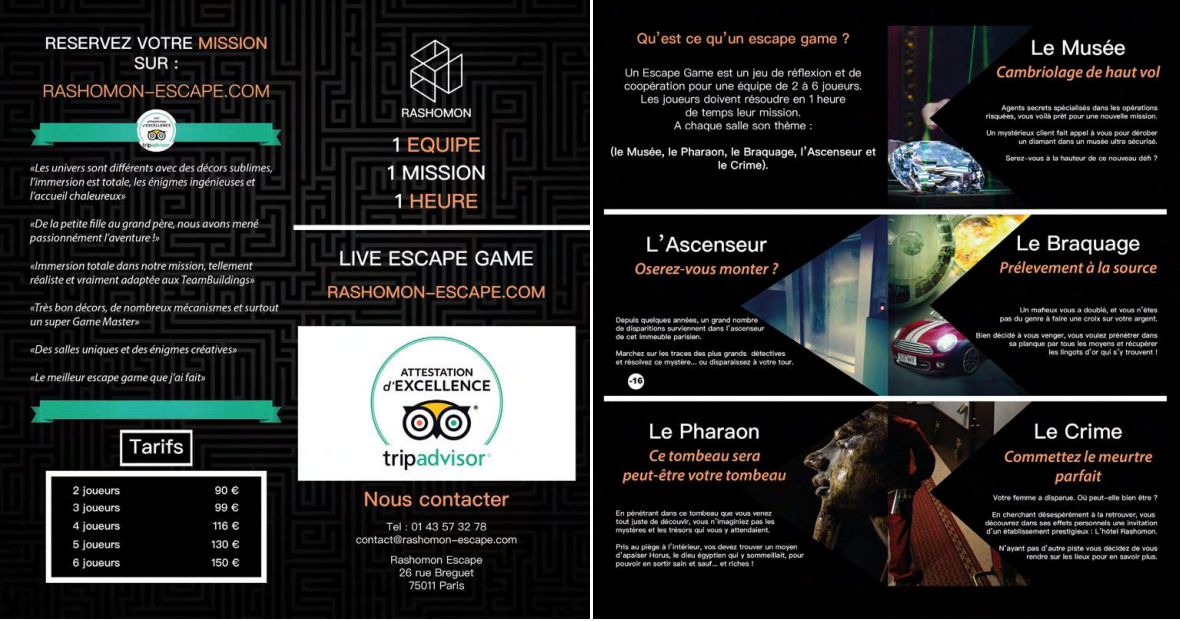 RESERVEZ VOTRE MISSION
SUR :
RASHOMON-ESCAPE.COM
ATTESTATION
d'EXCELLENCE
tripadvisor
«Les univers sont différents avec des décors sublimes,
l'immersion est totale, les énigmes ingénieuses et
l'accueil chaleureux»
«De la petite fille au grand père, nous avons mené
passionnément l'aventure !»
«Immersion totale dans notre mission, tellement
réaliste et vraiment adaptée aux TeamBuildings»
«Très bon décors, de nombreux mécanismes et surtout
un super Game Master»
«Des salles uniques et des énigmes créatives»
«Le meilleur escape game que j'ai fait»
Tarifs
2 joueurs 90 €
3 joueurs 99 €
4 joueurs 116 €
5 joueurs 130 €
6 joueurs 150 €
RASHOMON
1 EQUIPE
1 MISSION
1 HEURE
LIVE ESCAPE GAME
RASHOMON-ESCAPE.COM
ATTESTATION
d'EXCELLENCE
tripadvisor®
Nous contacter
Tel : 01 43 57 32 78
contact@rashomon-escape.com
Rashomon Escape
26 rue Breguet
75011 Paris
Qu'est ce qu'un escape game ?
Un Escape Game est un jeu de réflexion et de
coopération pour une équipe de 2 à 6 joueurs.
Les joueurs doivent résoudre en 1 heure
de temps leur mission.
A chaque salle son thème :
(le Musée, le Pharaon, le Braquage, l'Ascenseur et
le Crime).
Le Musée
Cambriolage de haut vol
Agents secrets spécialisés dans les opérations
risquées, vous voilà prêt pour une nouvelle mission.
Un mystérieux client fait appel à vous pour dérober
un diamant dans un musée ultra sécurisé.
Serez-vous à la hauteur de ce nouveau défi ?
L'Ascenseur
Oserez-vous monter ?
Depuis quelques années, un grand nombre
de disparitions surviennent dans l'ascenseur
de cet immeuble parisien.
Marchez sur les traces des plus grands détectives
et résolvez ce mystère... ou disparaissez à votre tour.
-16
Le Braquage
Prélevement à la source
Un mafieux vous a doublé, et vous n'êtes
pas du genre à faire une croix sur votre argent.
Bien décidé à vous venger, vous voulez prénétrer dans
sa planque par tous les moyens et récupérer
les lingots d'or qui s'y trouvent !
Le Pharaon
Ce tombeau sera
peut-être votre tombeau
En pénétrant dans ce tombeau que vous venez
tout juste de découvir, vous n'imaginiez pas les
mystères et les trésors qui vous y attendaient.
Pris au piège à l'intérieur, vos devez trouver un moyen
d'apaiser Horus, le dieu égyptien qui y sommeillait, pour
pouvoir en sortir sain et sauf... et riches !
Le Crime
Commettez le meurtre
parfait
Votre femme a disparue. Où peut-elle bien être ?
En cherchant désespérément à la retrouver, vous
découvrez dans ses effets personnels une invitation
d'un établissement prestigieux : L'hôtel Rashomon.
N'ayant pas d'autre piste vous décidez de vous
rendre sur les lieux pour en savoir plus.